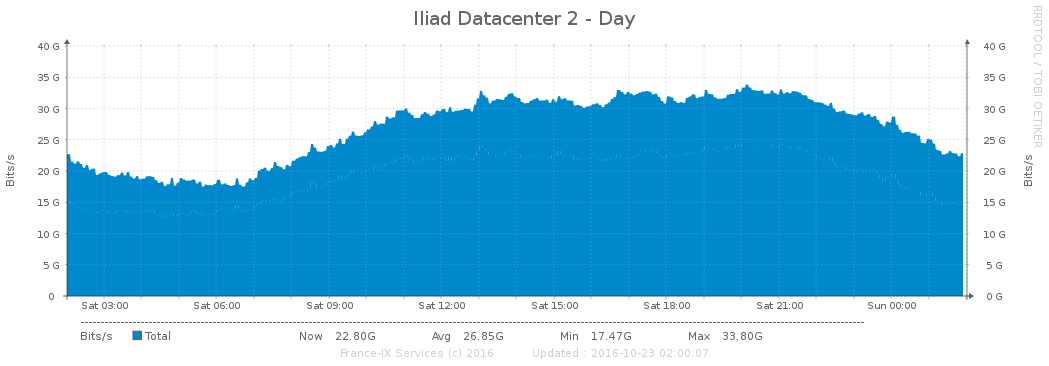 Iliad Datacenter 2 - Day
RRDTOOL / TOBI OETIKER
40 G 40 G
35 G 35 G
30 G 30 G
25 G 25 G
20 G 20 G
15 G 15 G
10 G 10 G
5 G 5 G
0 0 G
Bits/s Bits/s
Sat 03:00 Sat 06:00 Sat 09:00 Sat 12:00 Sat 15:00 Sat 18:00 Sat 21:00 Sun 00:00
Bits/s Total Now 22.80G Avg 26.85G Min 17.47G Max 33.80G
France-IX Services (c) 2016 Updated : 2016-10-23 02:00:07